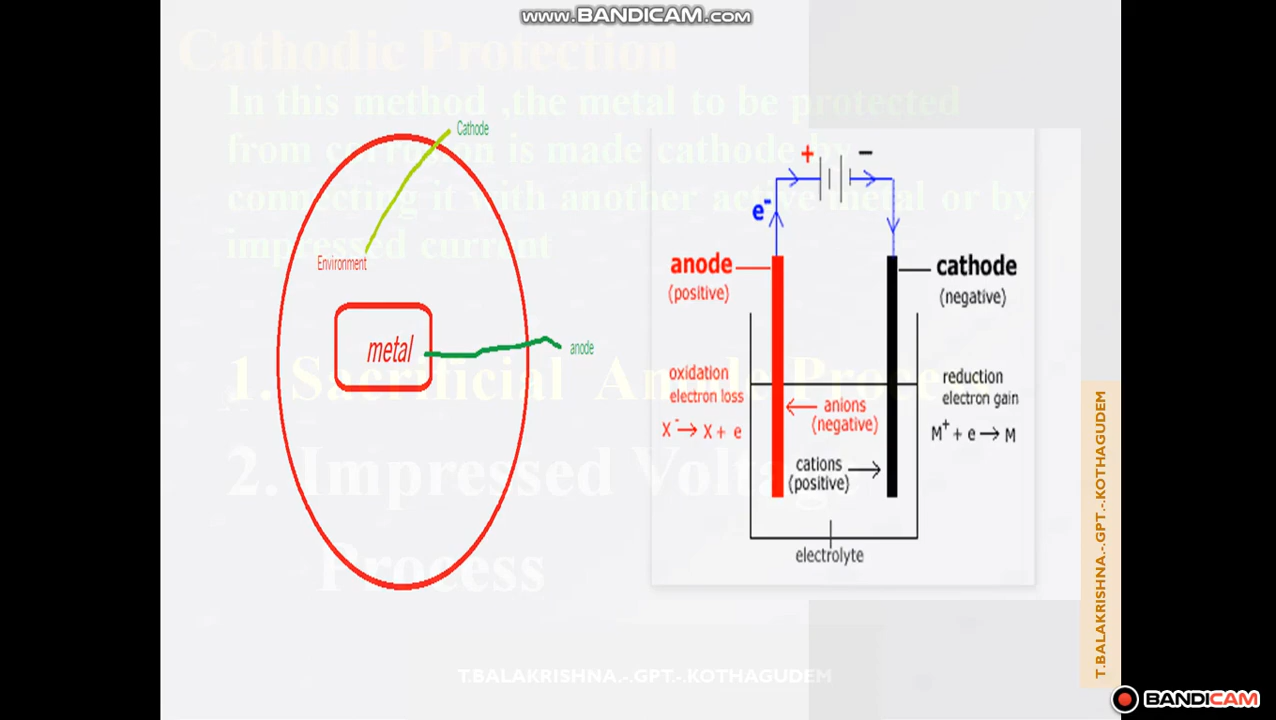 www.BANDICAM.com
Cathodic Protection
In this method ,the metal to be protected
from corrosion is made cathode by
connecting it with another active metal or by
impressed current
1. Sacrificial Anode Process
2. Impressed Voltage
Process
Cathode
Environment
metal
anode
+
−
e-
anode
(positive)
cathode
(negative)
oxidation
electron loss
X- → X + e
reduction
electron gain
M+ + e → M
anions
(negative)
cations
(positive)
electrolyte
T.BALAKRISHNA.-.GPT.-.KOTHAGUDEM
T.BALAKRISHNA.-.GPT.-.KOTHAGUDEM
BANDICAM